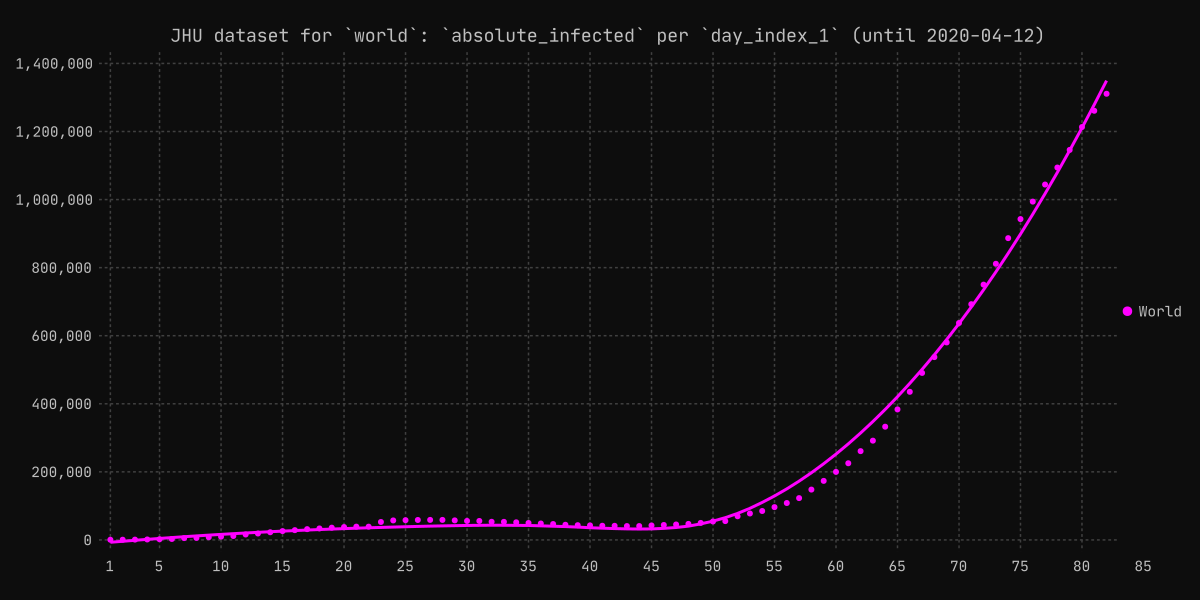 JHU dataset for `world`: `absolute_infected` per `day_index_1` (until 2020-04-12)
1,400,000
1,200,000
1,000,000
800,000
600,000
400,000
200,000
0
World
1 5 10 15 20 25 30 35 40 45 50 55 60 65 70 75 80 85